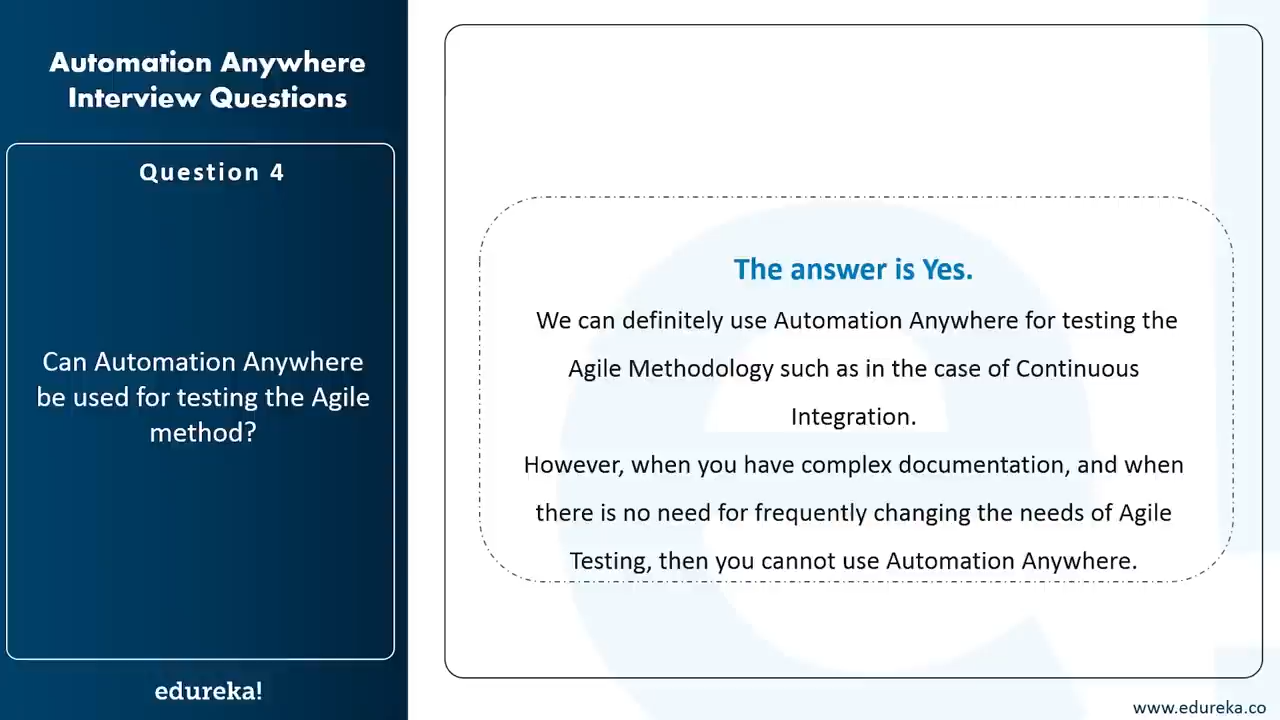 Automation Anywhere
Interview Questions
Question 4
Can Automation Anywhere
be used for testing the Agile
method?
edureka!
The answer is Yes.
We can definitely use Automation Anywhere for testing the
Agile Methodology such as in the case of Continuous
Integration.
However, when you have complex documentation, and when
there is no need for frequently changing the needs of Agile
Testing, then you cannot use Automation Anywhere.
www.edureka.co